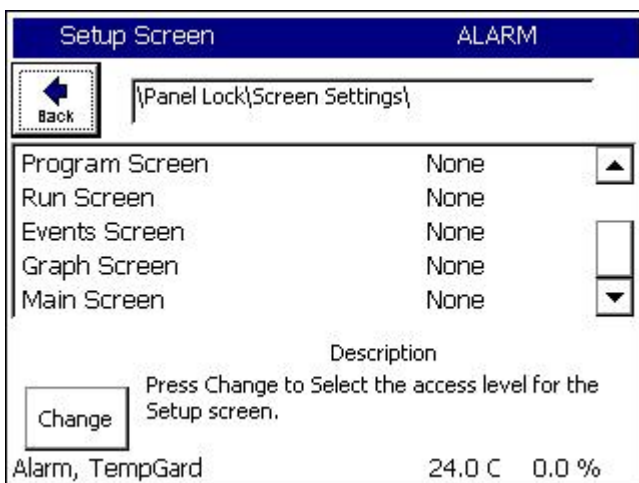 Setup Screen ALARM
Back
\Panel Lock\Screen Settings\
Program Screen None
Run Screen None
Events Screen None
Graph Screen None
Main Screen None
Description
Press Change to Select the access level for the
Setup screen.
Change
Alarm, TempGard 24.0 C 0.0 %